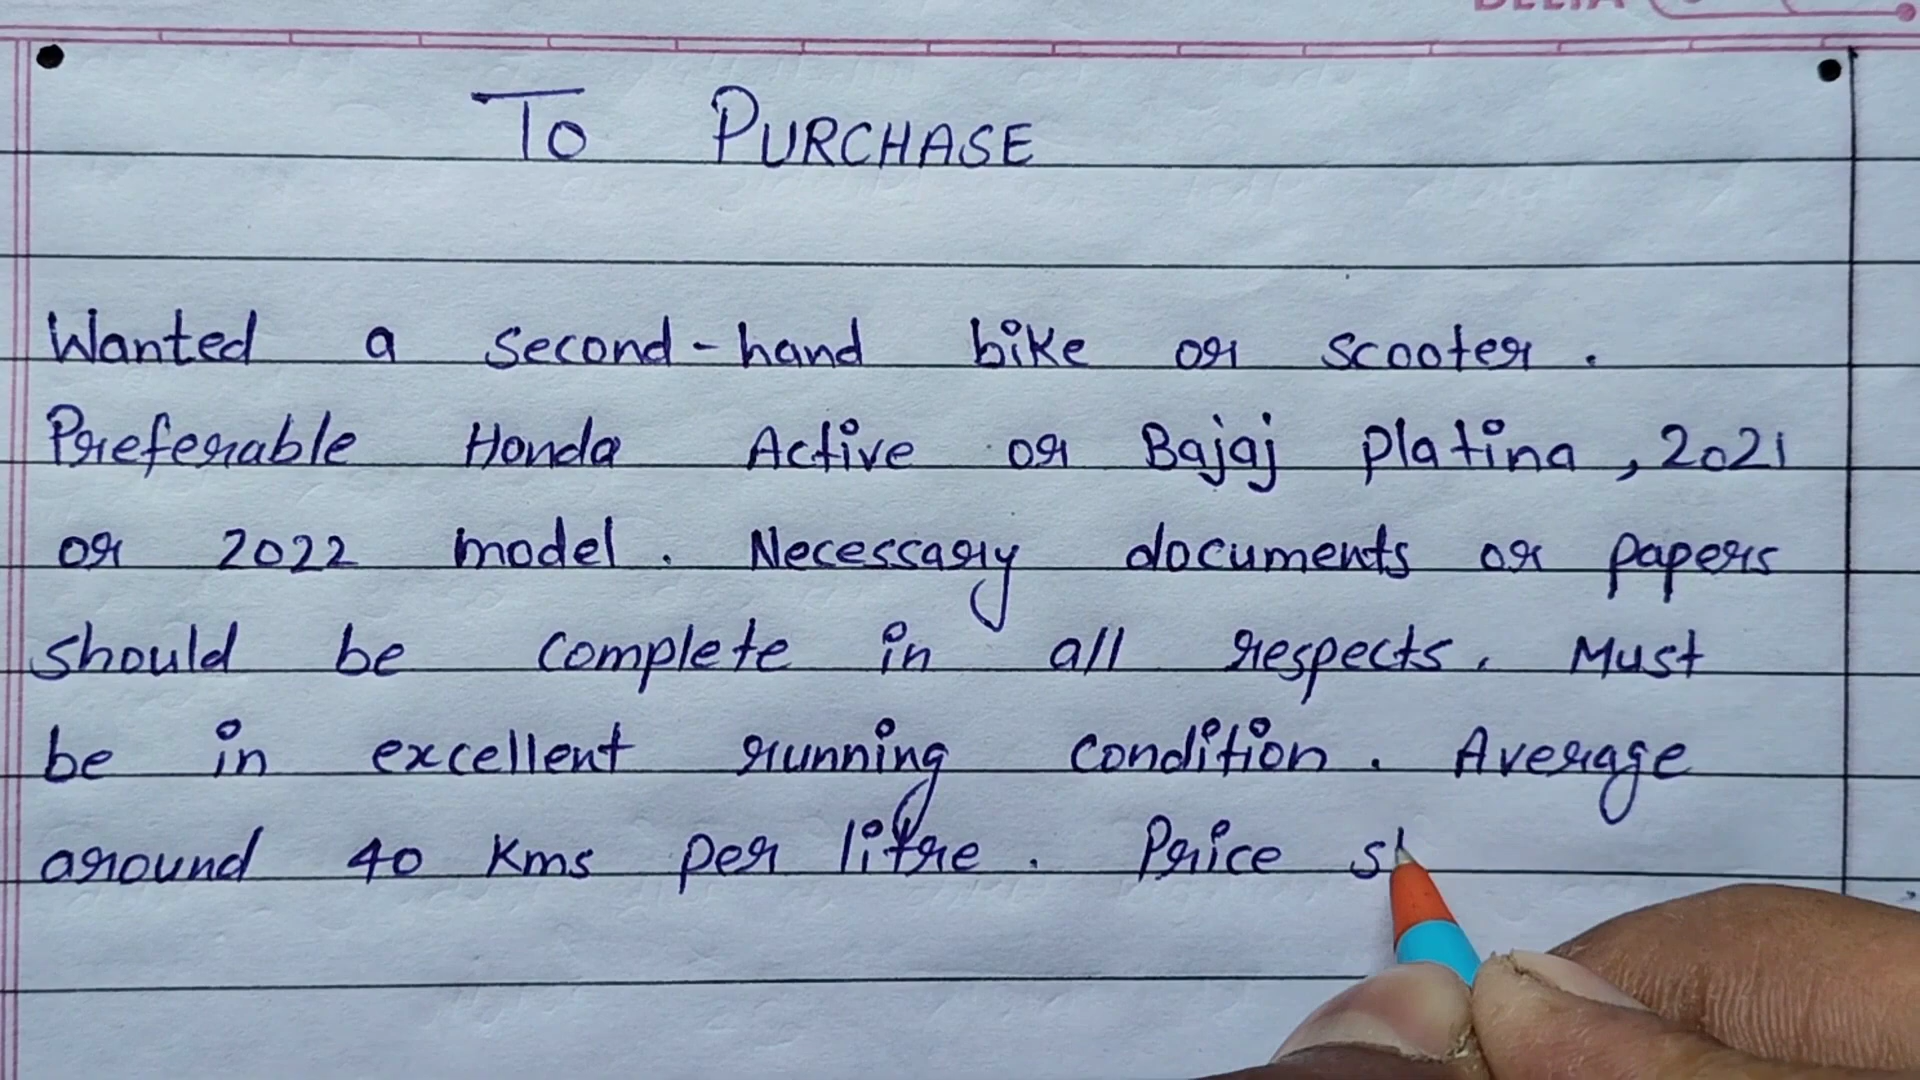 To PURCHASE
Wanted a second-hand bike or scooter.
Preferable Honda Active or Bajaj Platina, 2021
or 2022 model. Necessary documents or papers
should be complete in all respects. Must
be in excellent running condition. Average
around 40 Kms per litre. Price